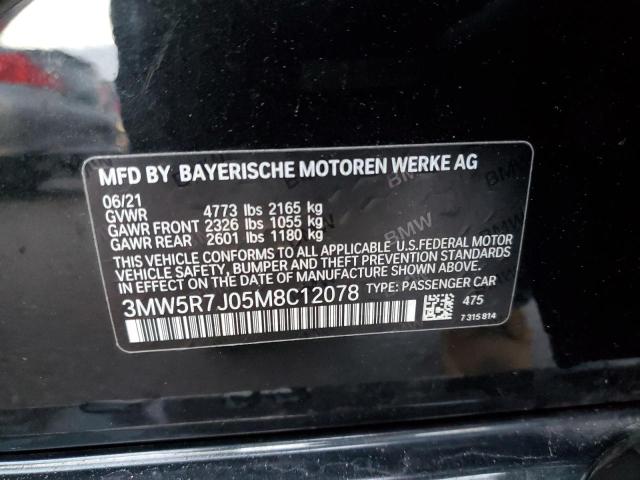 MFD BY BAYERISCHE MOTOREN WERKE AG
06/21
GVWR 4773 lbs 2165 kg
GAWR FRONT 2326 lbs 1055 kg
GAWR REAR 2601 lbs 1180 kg
THIS VEHICLE CONFORMS TO ALL APPLICABLE U.S.FEDERAL MOTOR
VEHICLE SAFETY, BUMPER AND THEFT PREVENTION STANDARDS
IN EFFECT ON THE DATE OF MANUFACTURE SHOWN ABOVE.
3MW5R7J05M8C12078 TYPE: PASSENGER CAR
475
7 315 814
BMW
BMW